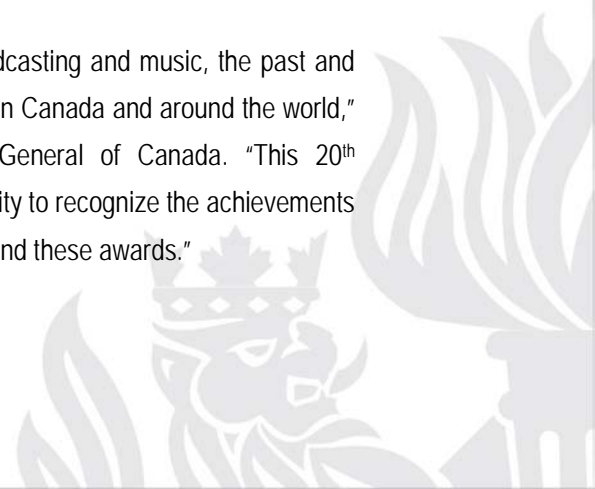 dcasting and music, the past and
n Canada and around the world,”
General of Canada. “This 20th
ity to recognize the achievements
nd these awards.”